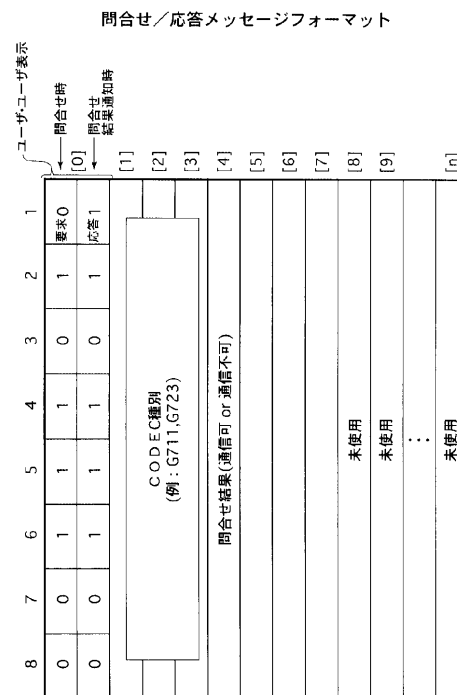 問合せ／応答メッセージフォーマット
8 7 6 5 4 3 2 1 ユーザ・ユーザ表示
0 0 1 1 1 0 1 要求0 問合せ時
[0]
0 0 1 1 1 0 1 応答1 問合せ結果通知時
[1]
CODEC種別
(例：G711,G723)
[2]
[3]
問合せ結果(通信可 or 通信不可) [4]
[5]
[6]
[7]
未使用 [8]
未使用 [9]
⋮
未使用 [n]